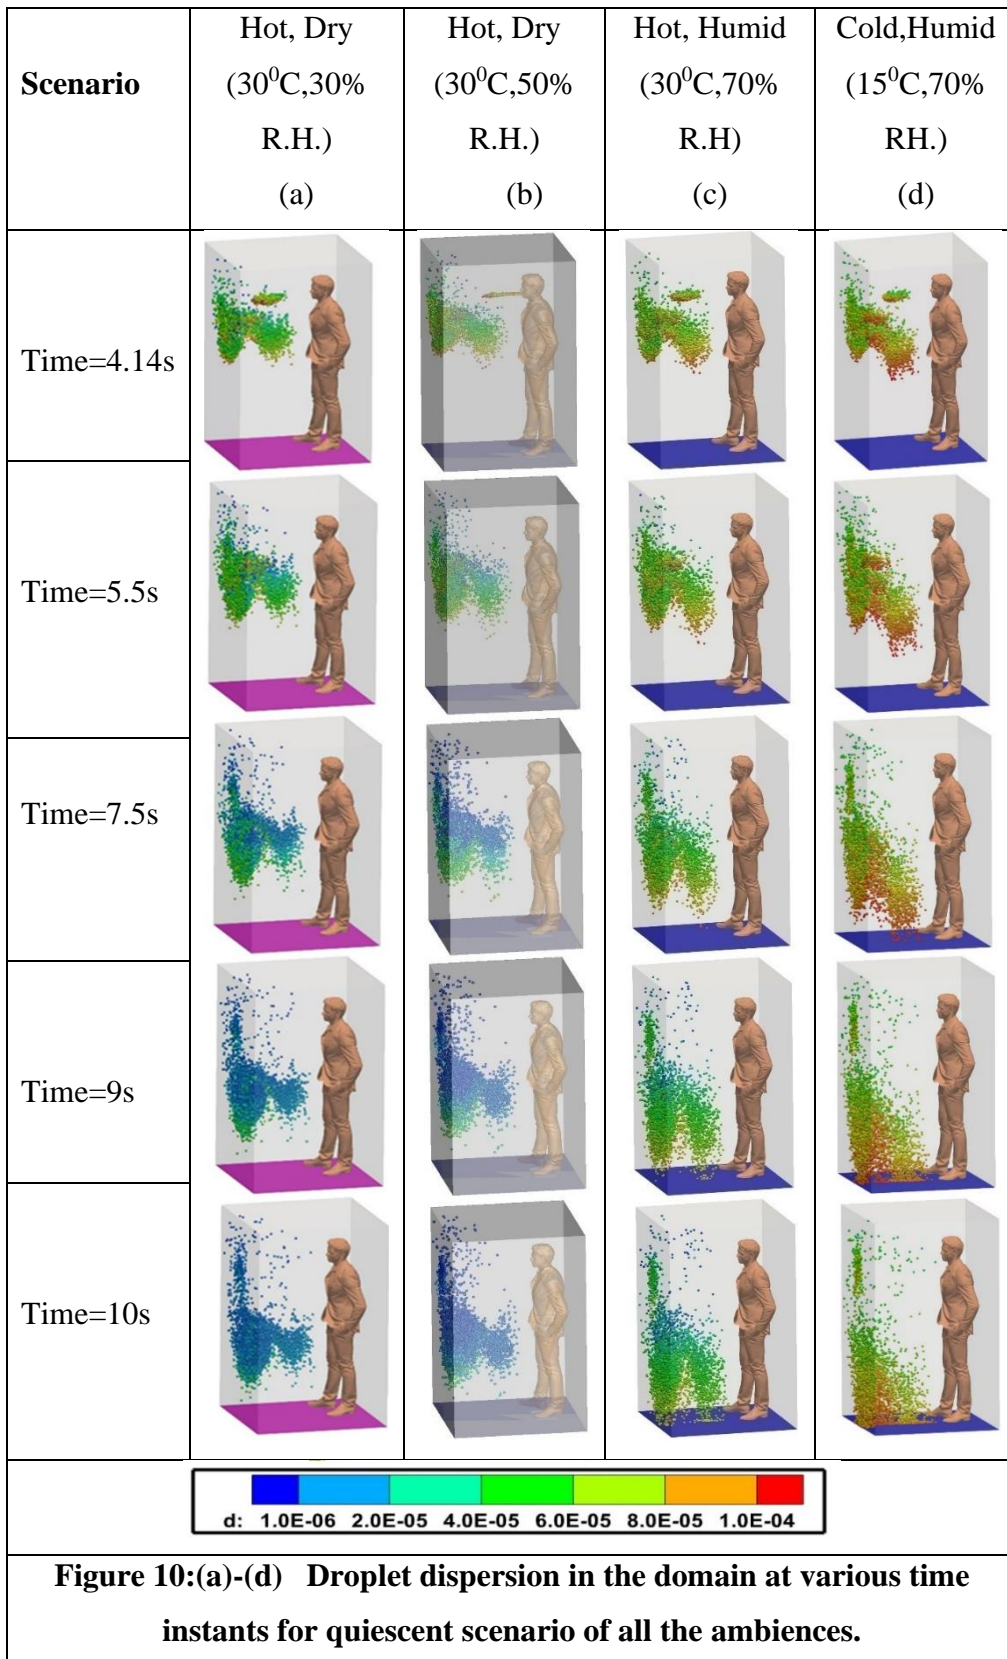 Scenario
Hot, Dry
(30⁰C,30%
R.H.)
(a)
Hot, Dry
(30⁰C,50%
R.H.)
(b)
Hot, Humid
(30⁰C,70%
R.H)
(c)
Cold,Humid
(15⁰C,70%
RH.)
(d)
Time=4.14s
Time=5.5s
Time=7.5s
Time=9s
Time=10s
d: 1.0E-06 2.0E-05 4.0E-05 6.0E-05 8.0E-05 1.0E-04
Figure 10:(a)-(d) Droplet dispersion in the domain at various time
instants for quiescent scenario of all the ambiences.